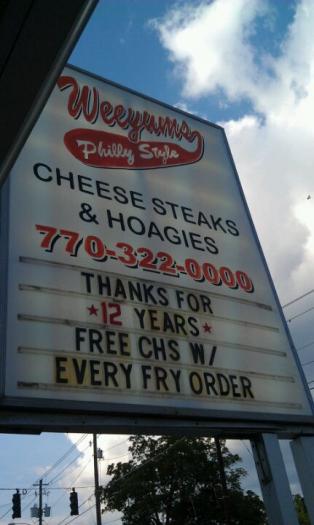 Weeyums
Philly Style
CHEESE STEAKS
& HOAGIES
770-322-0000
THANKS FOR
★12 YEARS★
FREE CHS W/
EVERY FRY ORDER